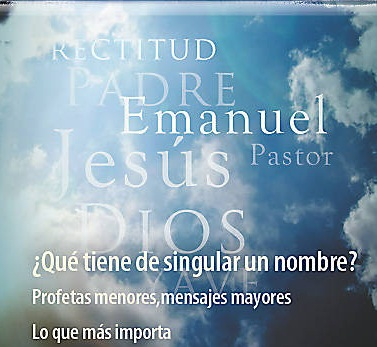 RECTITUD
PADRE
Emanuel
Jesús
Pastor
DIOS
¿Qué tiene de singular un nombre?
YAVE
Profetas menores,mensajes mayores
Lo que más importa